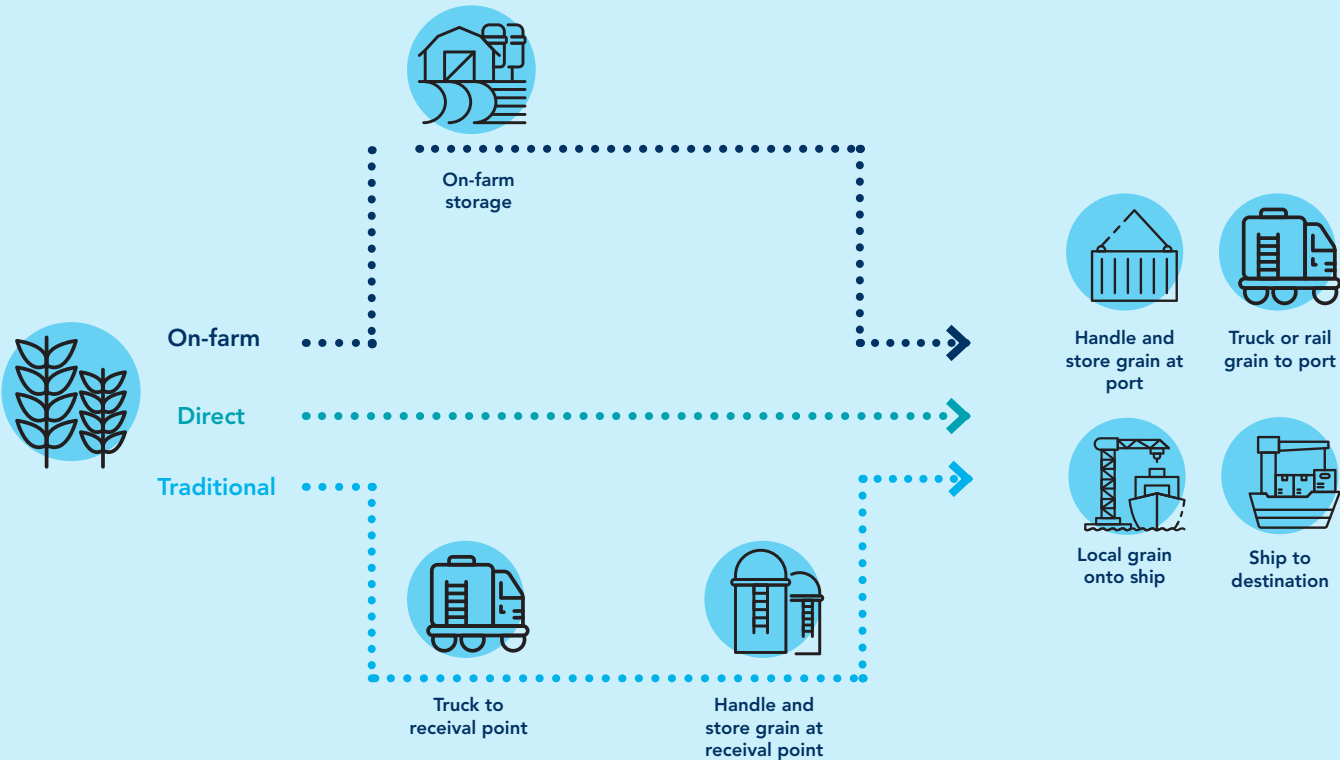 On-farm
storage
On-farm
Direct
Traditional
Truck to
receival point
Handle and
store grain at
receival point
Handle and
store grain at
port
Truck or rail
grain to port
Local grain
onto ship
Ship to
destination